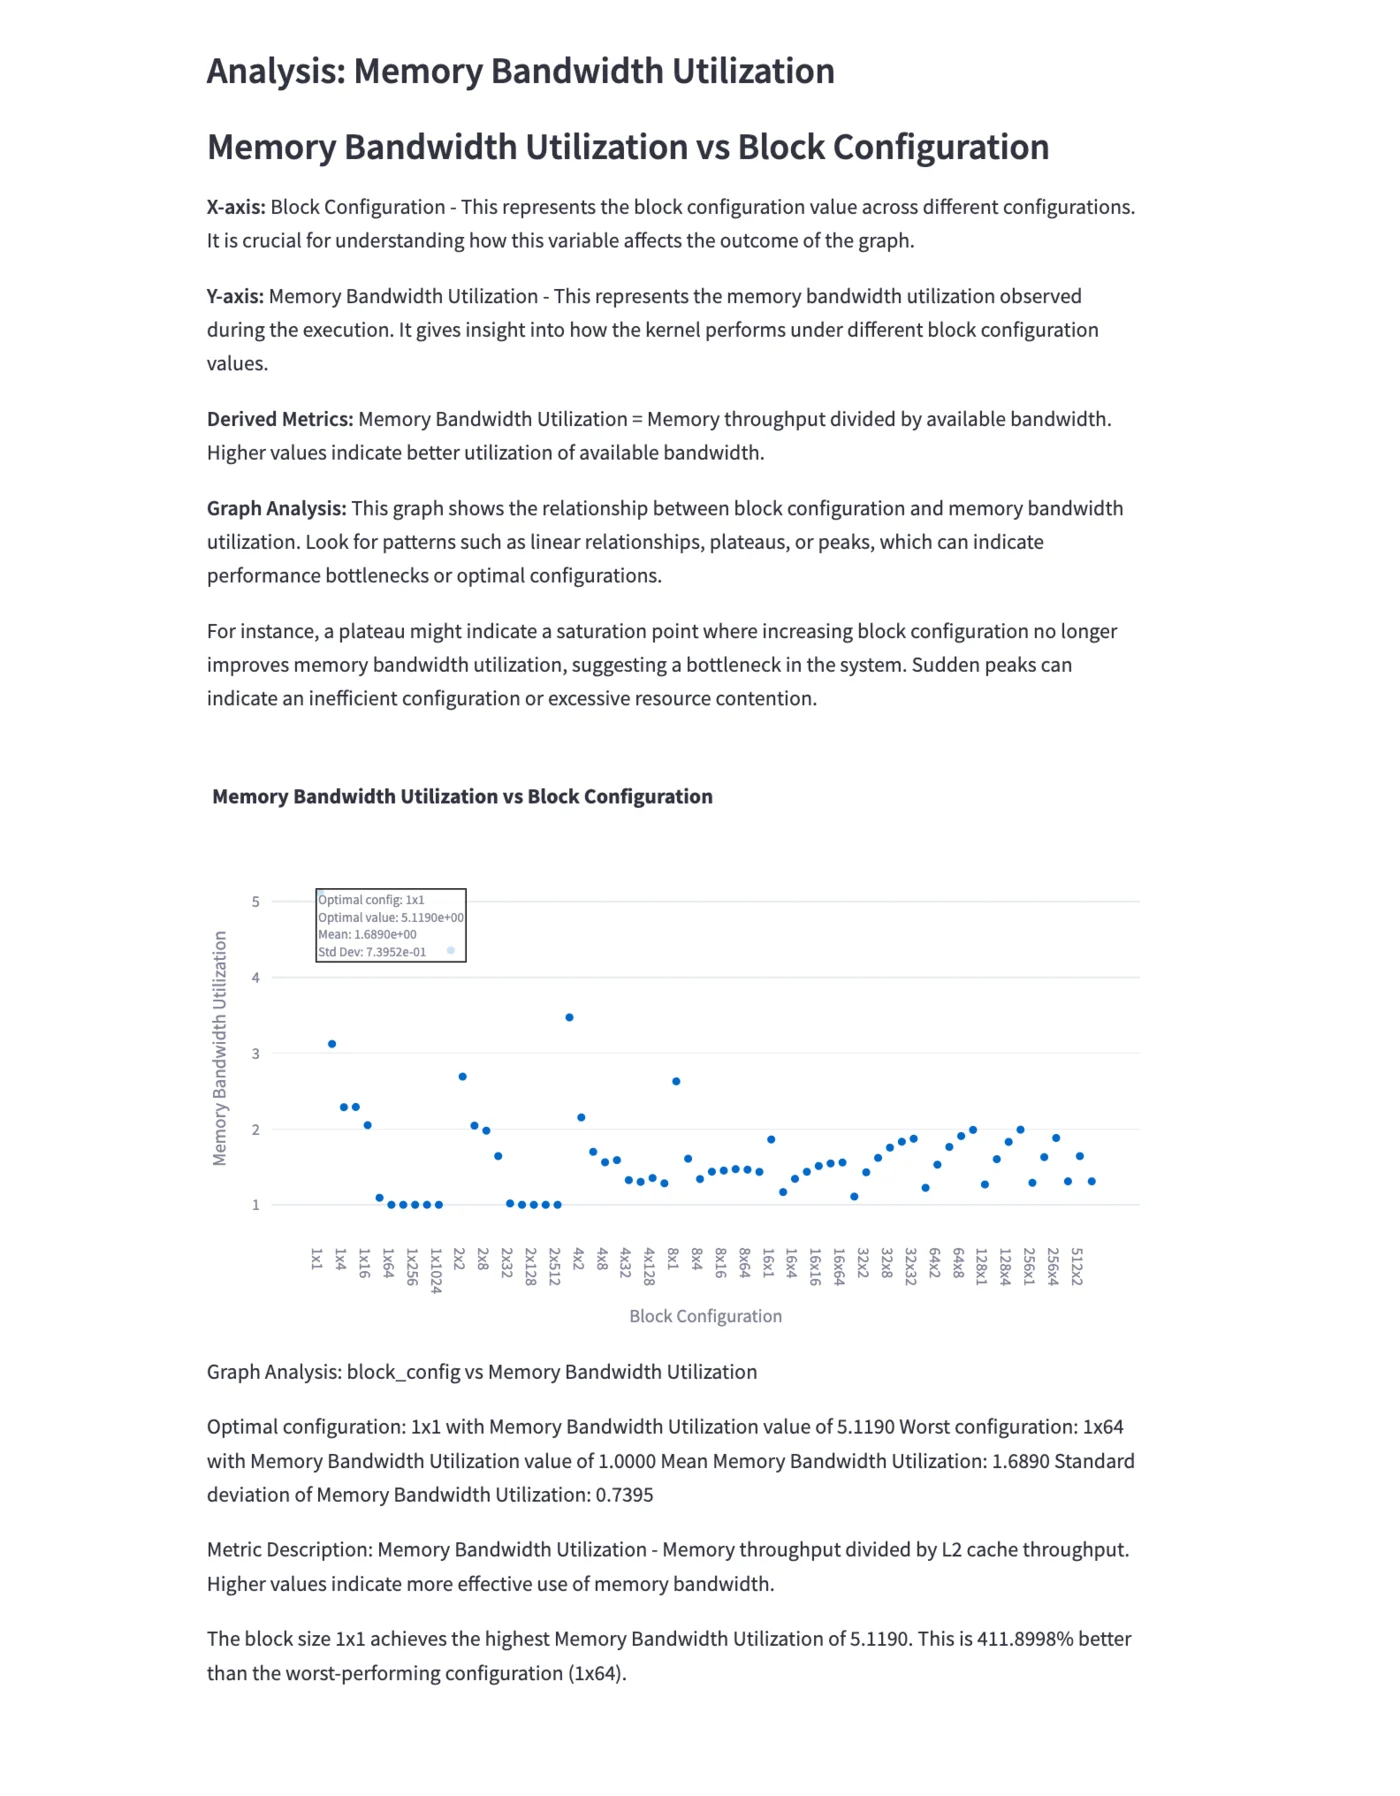 Analysis: Memory Bandwidth Utilization
Memory Bandwidth Utilization vs Block Configuration
X-axis: Block Configuration - This represents the block configuration value across different configurations.
It is crucial for understanding how this variable affects the outcome of the graph.
Y-axis: Memory Bandwidth Utilization - This represents the memory bandwidth utilization observed
during the execution. It gives insight into how the kernel performs under different block configuration
values.
Derived Metrics: Memory Bandwidth Utilization = Memory throughput divided by available bandwidth.
Higher values indicate better utilization of available bandwidth.
Graph Analysis: This graph shows the relationship between block configuration and memory bandwidth
utilization. Look for patterns such as linear relationships, plateaus, or peaks, which can indicate
performance bottlenecks or optimal configurations.
For instance, a plateau might indicate a saturation point where increasing block configuration no longer
improves memory bandwidth utilization, suggesting a bottleneck in the system. Sudden peaks can
indicate an inefficient configuration or excessive resource contention.
Memory Bandwidth Utilization vs Block Configuration
Memory Bandwidth Utilization
5
4
3
2
1
Optimal config: 1x1
Optimal value: 5.1190e+00
Mean: 1.6890e+00
Std Dev: 7.3952e-01
1x1
1x4
1x16
1x64
1x256
1x1024
2x2
2x8
2x32
2x128
2x512
4x2
4x8
4x32
4x128
8x1
8x4
8x16
8x64
16x1
16x4
16x16
16x64
32x2
32x8
32x32
64x2
64x8
128x1
128x4
256x1
256x4
512x2
Block Configuration
Graph Analysis: block_config vs Memory Bandwidth Utilization
Optimal configuration: 1x1 with Memory Bandwidth Utilization value of 5.1190 Worst configuration: 1x64
with Memory Bandwidth Utilization value of 1.0000 Mean Memory Bandwidth Utilization: 1.6890 Standard
deviation of Memory Bandwidth Utilization: 0.7395
Metric Description: Memory Bandwidth Utilization - Memory throughput divided by L2 cache throughput.
Higher values indicate more effective use of memory bandwidth.
The block size 1x1 achieves the highest Memory Bandwidth Utilization of 5.1190. This is 411.8998% better
than the worst-performing configuration (1x64).